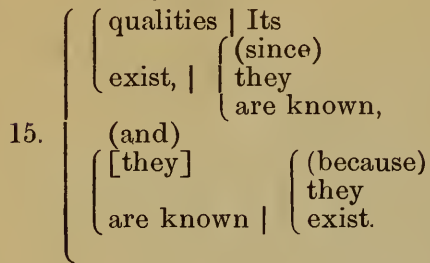 qualities | Its
(since)
exist, | they
are known,
15. (and)
[they] (because)
they
are known | exist.